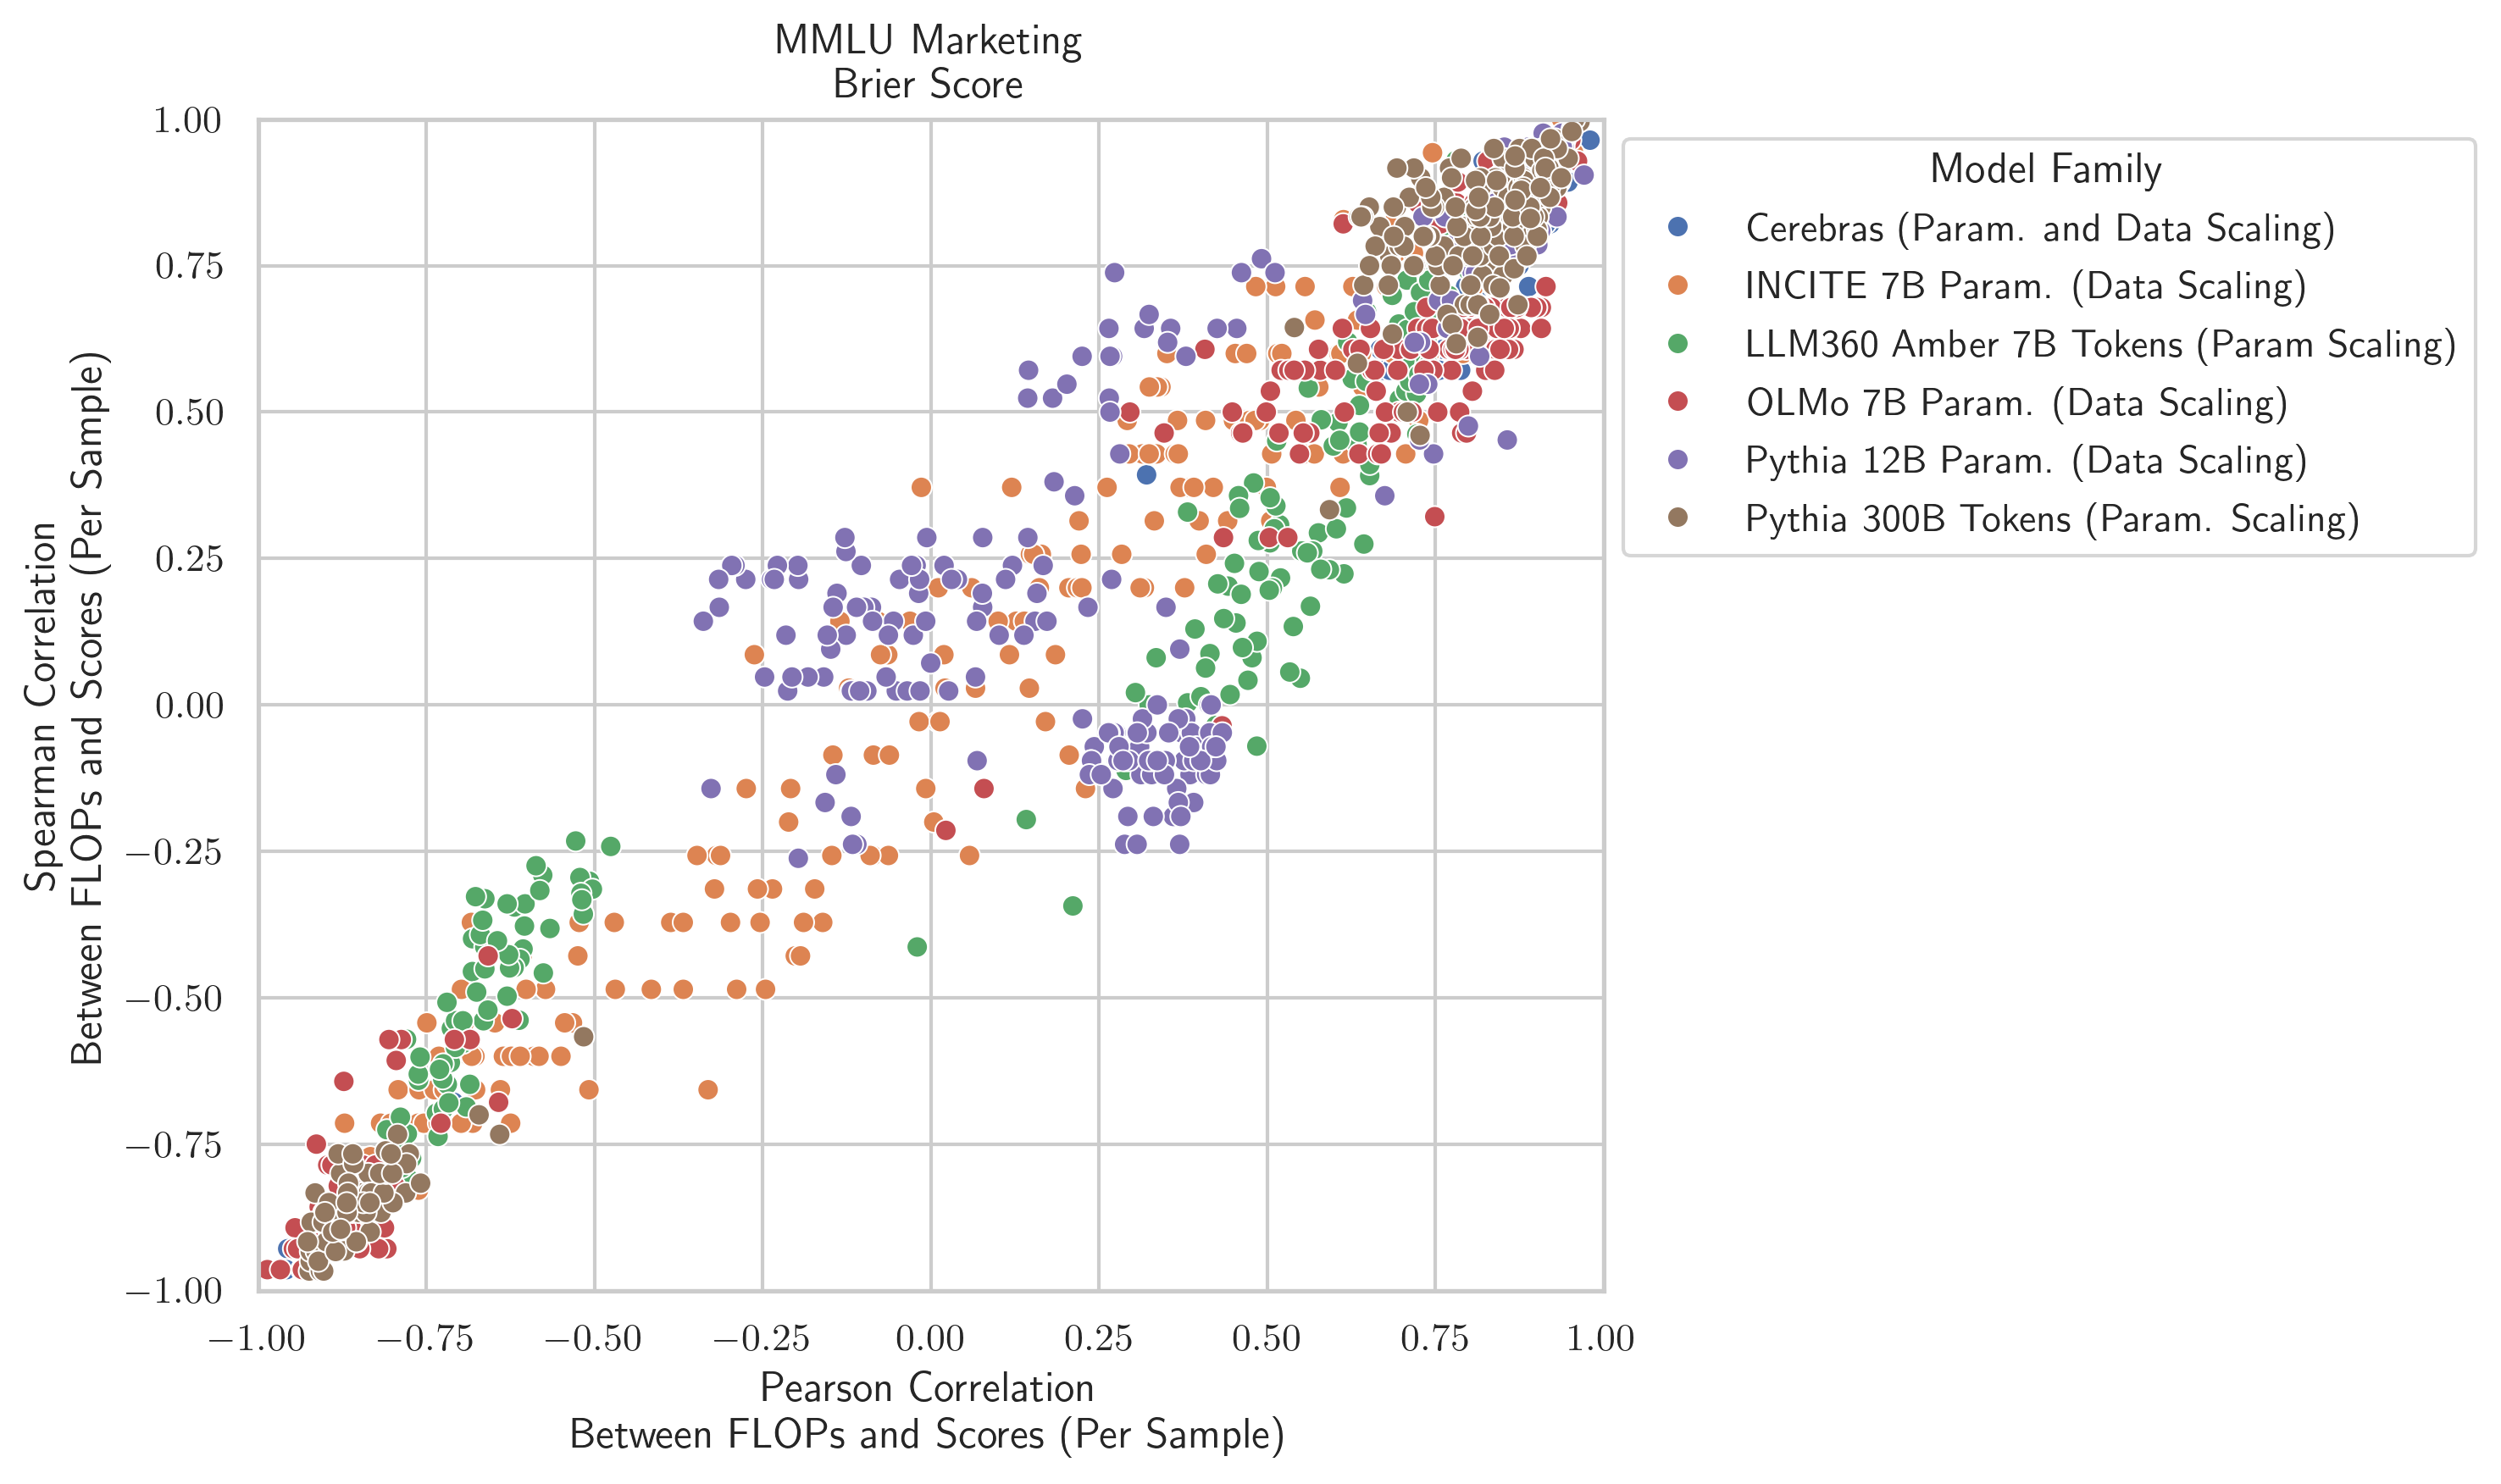 MMLU Marketing
Brier Score
Spearman Correlation
Between FLOPs and Scores (Per Sample)
1.00
0.75
0.50
0.25
0.00
−0.25
−0.50
−0.75
−1.00
−1.00 −0.75 −0.50 −0.25 0.00 0.25 0.50 0.75 1.00
Pearson Correlation
Between FLOPs and Scores (Per Sample)
Model Family
Cerebras (Param. and Data Scaling)
INCITE 7B Param. (Data Scaling)
LLM360 Amber 7B Tokens (Param Scaling)
OLMo 7B Param. (Data Scaling)
Pythia 12B Param. (Data Scaling)
Pythia 300B Tokens (Param. Scaling)